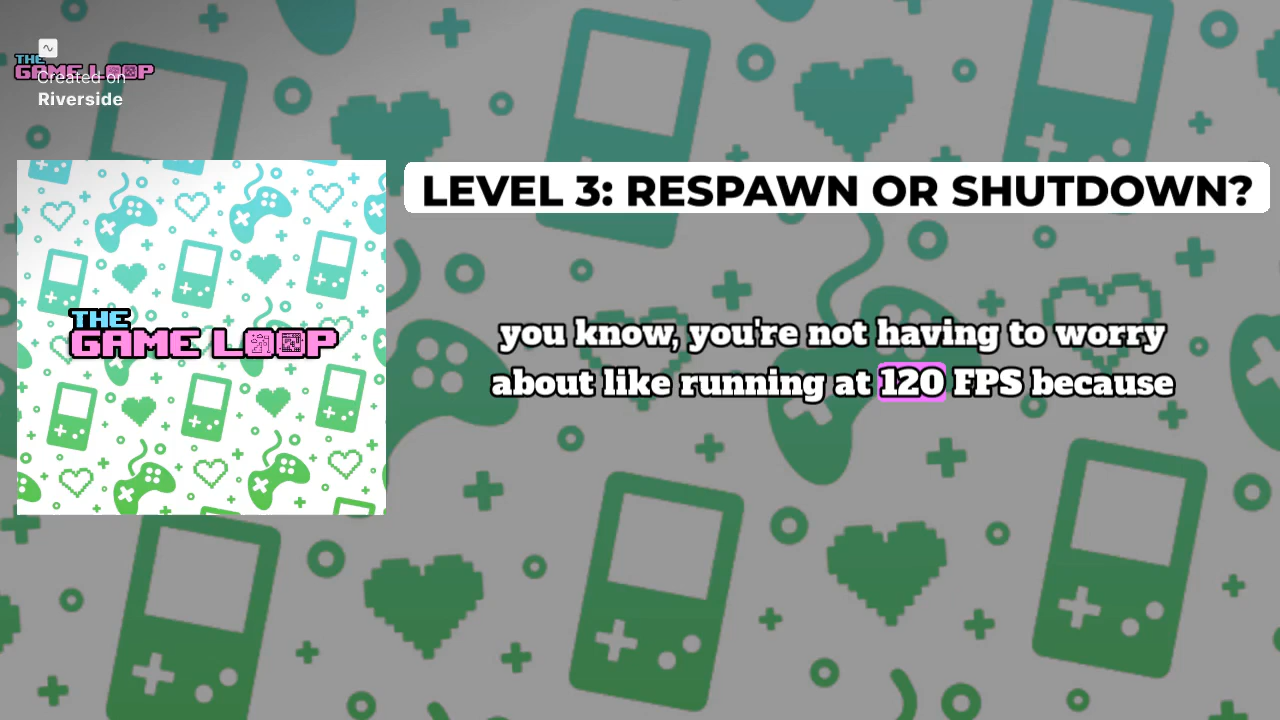 THE
GAME LOOP
Created on
Riverside
LEVEL 3: RESPAWN OR SHUTDOWN?
THE
GAME LOOP
you know, you're not having to worry
about like running at 120 FPS because